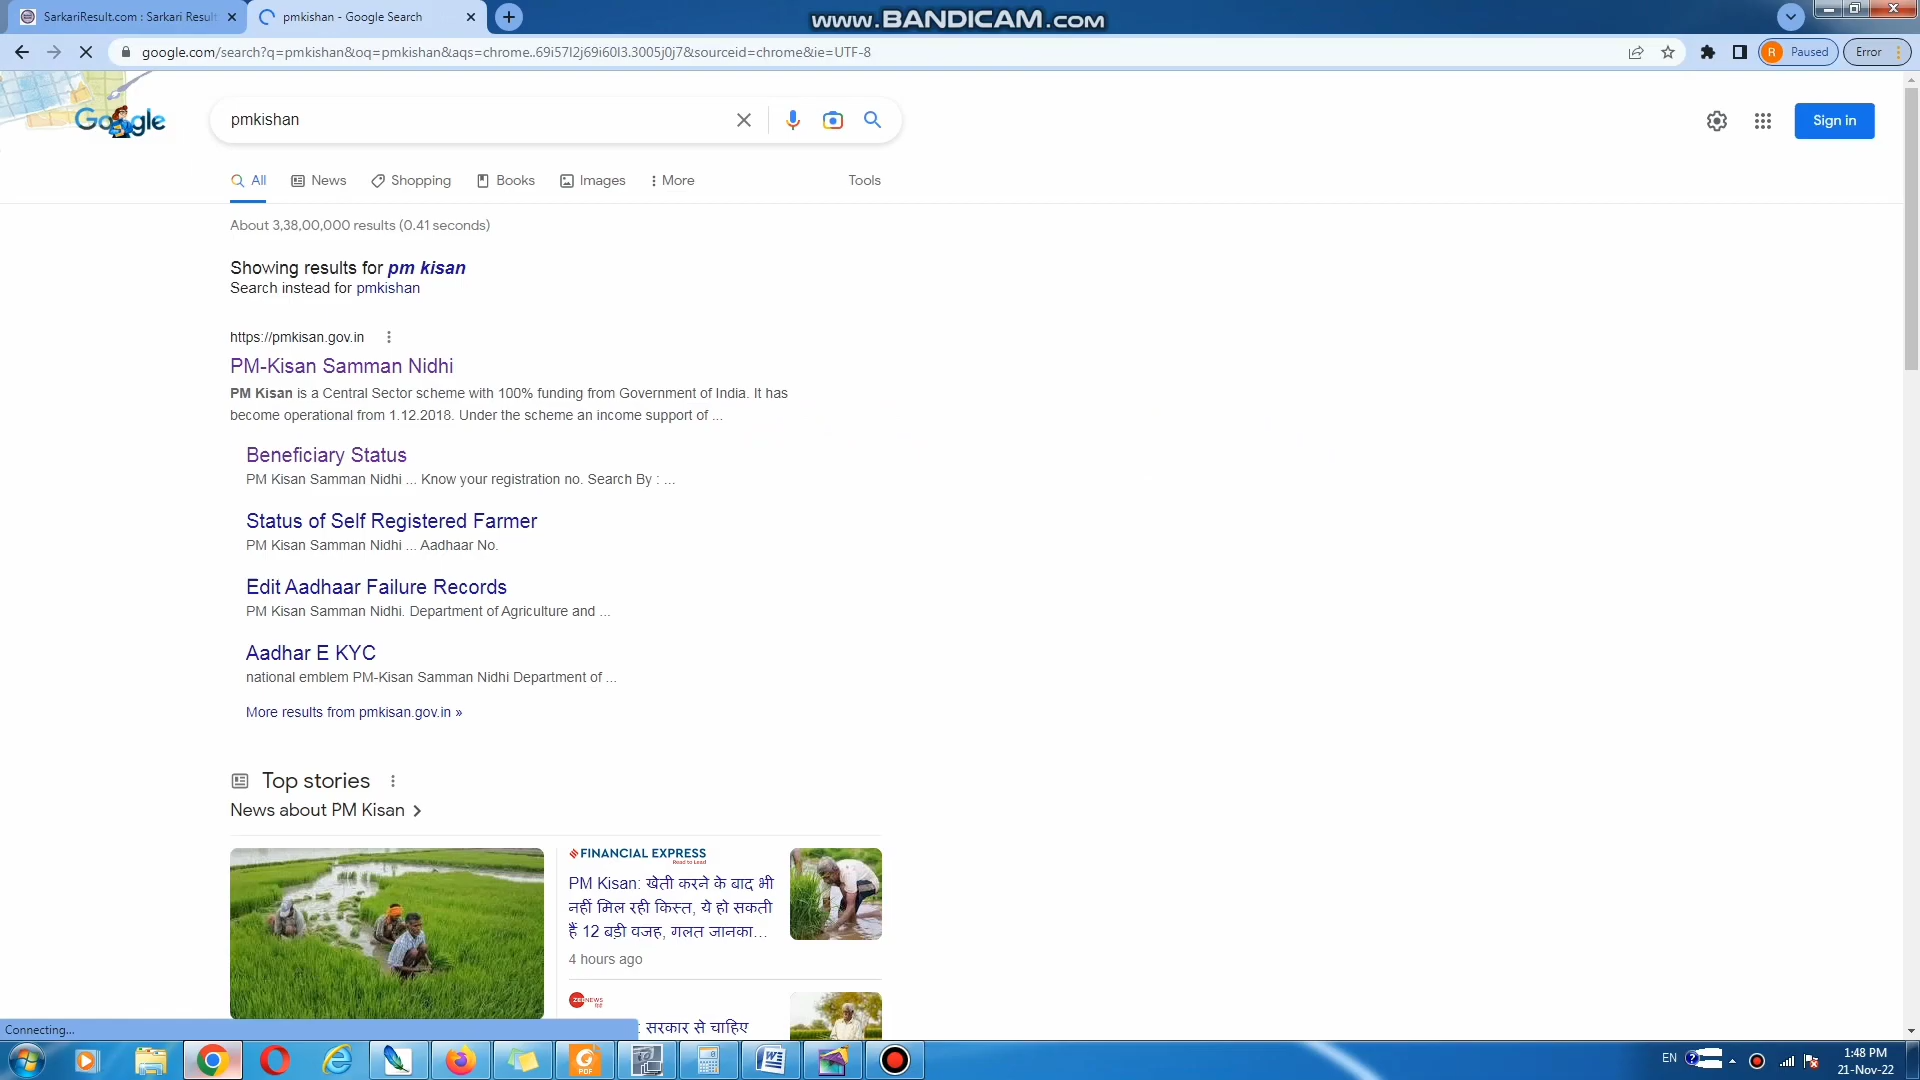 SarkariResult.com : Sarkari Result
pmkishan - Google Search
www.BANDICAM.com
google.com/search?q=pmkishan&oq=pmkishan&aqs=chrome..69i57l2j69i60l3.3005j0j7&sourceid=chrome&ie=UTF-8
R Paused
Error
Google
pmkishan
Sign in
All
News
Shopping
Books
Images
More
Tools
About 3,38,00,000 results (0.41 seconds)
Showing results for pm kisan
Search instead for pmkishan
https://pmkisan.gov.in
PM-Kisan Samman Nidhi
PM Kisan is a Central Sector scheme with 100% funding from Government of India. It has
become operational from 1.12.2018. Under the scheme an income support of ...
Beneficiary Status
PM Kisan Samman Nidhi ... Know your registration no. Search By : ...
Status of Self Registered Farmer
PM Kisan Samman Nidhi ... Aadhaar No.
Edit Aadhaar Failure Records
PM Kisan Samman Nidhi. Department of Agriculture and ...
Aadhar E KYC
national emblem PM-Kisan Samman Nidhi Department of ...
More results from pmkisan.gov.in »
Top stories
News about PM Kisan
FINANCIAL EXPRESS
Read to Lead
PM Kisan: खेती करने के बाद भी
नहीं मिल रही किस्त, ये हो सकती
हैं 12 बड़ी वजह, गलत जानका...
4 hours ago
ZEE NEWS
: सरकार से चाहिए
Connecting...
EN
1:48 PM
21-Nov-22